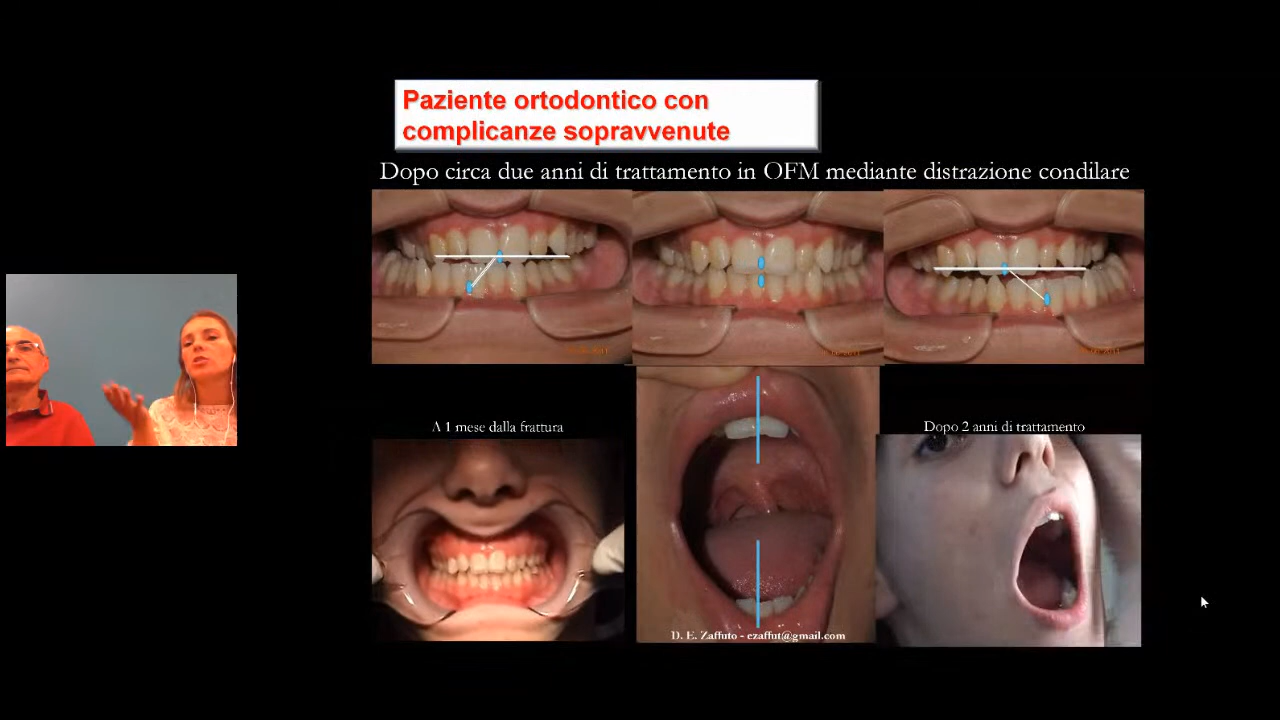 Paziente ortodontico con
complicanze sopravvenute
Dopo circa due anni di trattamento in OFM mediante distrazione condilare
A 1 mese dalla frattura
Dopo 2 anni di trattamento
D. E. Zaffuto - ezaffut@gmail.com